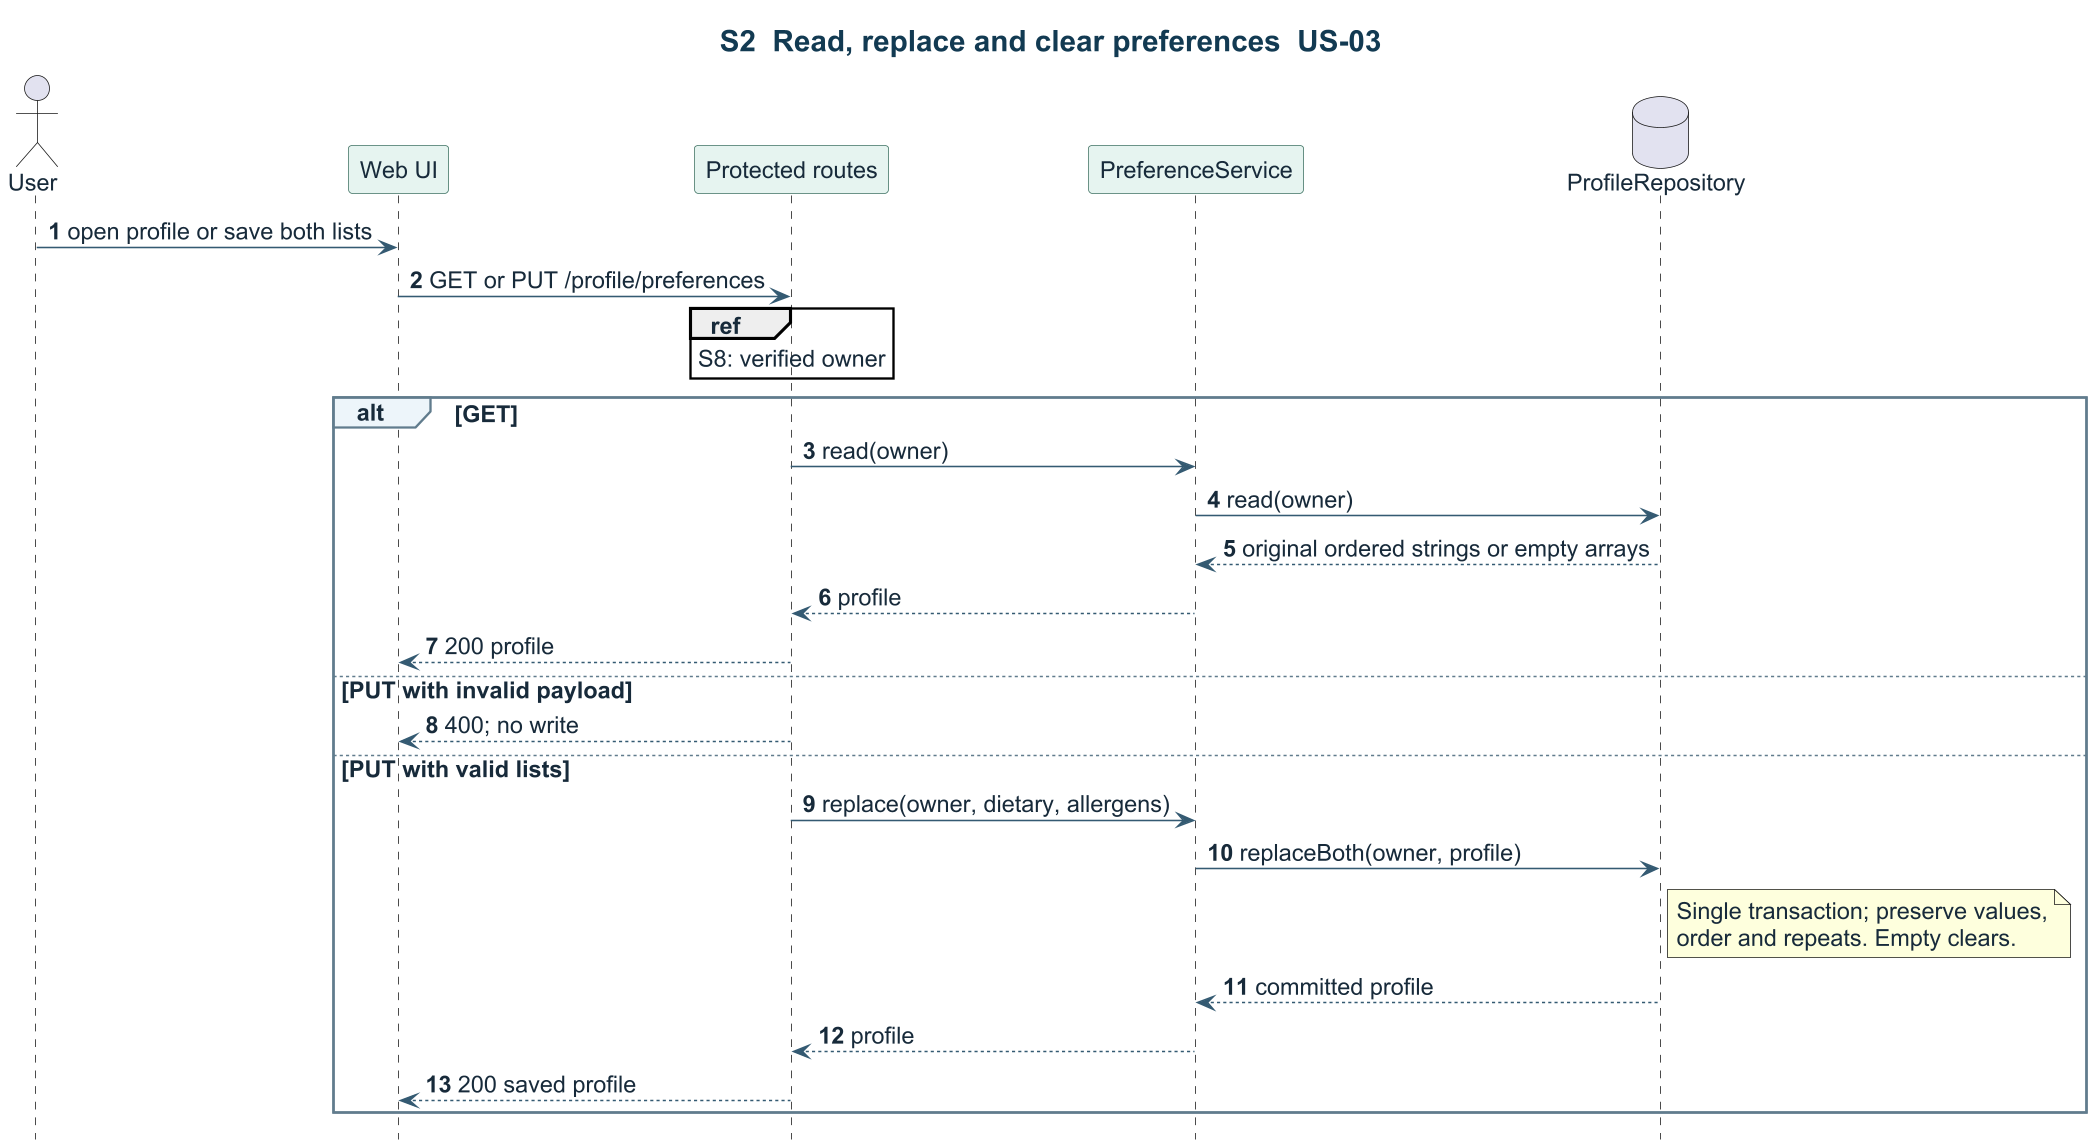 S2  Read, replace and clear preferences  US-03
User
Web UI
Protected routes
PreferenceService
ProfileRepository
1 open profile or save both lists
2 GET or PUT /profile/preferences
ref
S8: verified owner
alt
[GET]
3 read(owner)
4 read(owner)
5 original ordered strings or empty arrays
6 profile
7 200 profile
[PUT with invalid payload]
8 400; no write
[PUT with valid lists]
9 replace(owner, dietary, allergens)
10 replaceBoth(owner, profile)
Single transaction; preserve values,
order and repeats. Empty clears.
11 committed profile
12 profile
13 200 saved profile